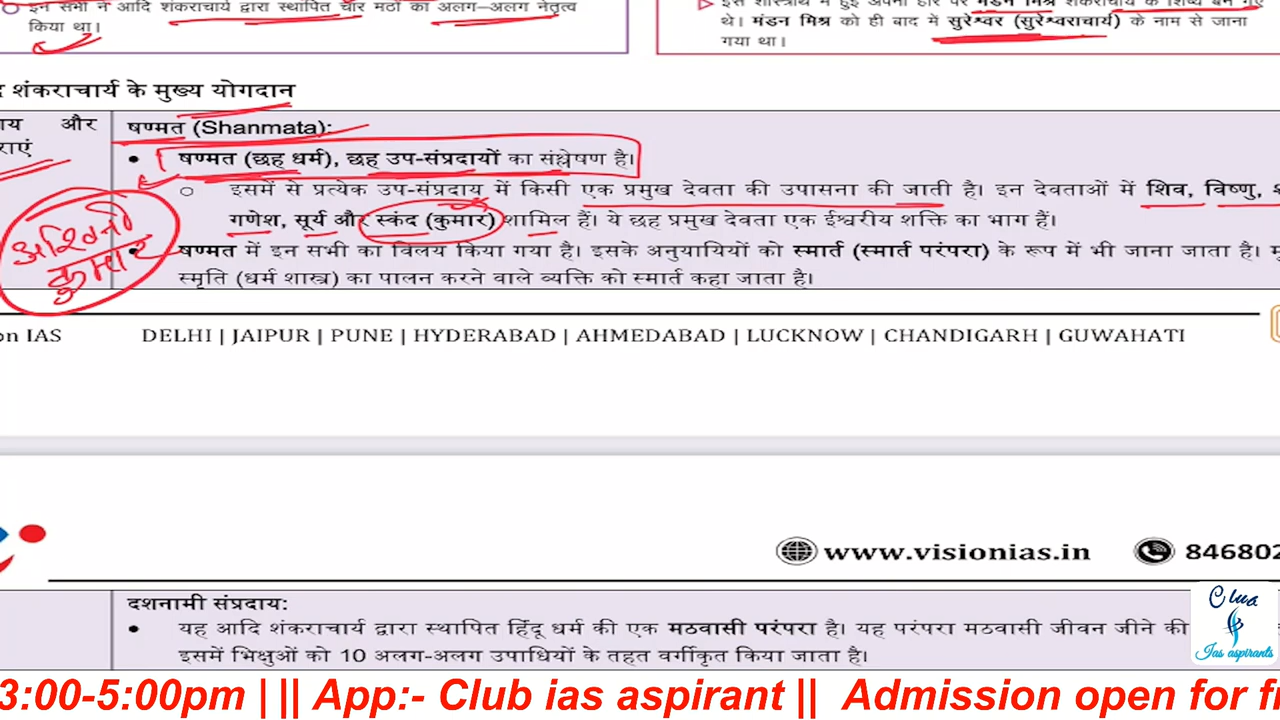 इन सभी ने आदि शंकराचार्य द्वारा स्थापित चार मठों का अलग–अलग नेतृत्व
किया था।
इस शास्त्रार्थ में हुई अपनी हार पर मंडन मिश्र शंकराचार्य के शिष्य बन गए
थे। मंडन मिश्र को ही बाद में सुरेश्वर (सुरेश्वराचार्य) के नाम से जाना
गया था।
शंकराचार्य के मुख्य योगदान
और
षण्मत (Shanmata):
• षण्मत (छह धर्म), छह उप-संप्रदायों का संश्लेषण है।
○ इसमें से प्रत्येक उप-संप्रदाय में किसी एक प्रमुख देवता की उपासना की जाती है। इन देवताओं में शिव, विष्णु,
गणेश, सूर्य और स्कंद (कुमार) शामिल हैं। ये छह प्रमुख देवता एक ईश्वरीय शक्ति का भाग हैं।
अश्विनी
कुमार
• षण्मत में इन सभी का विलय किया गया है। इसके अनुयायियों को स्मार्त (स्मार्त परंपरा) के रूप में भी जाना जाता है।
स्मृति (धर्म शास्त्र) का पालन करने वाले व्यक्ति को स्मार्त कहा जाता है।
on IAS DELHI | JAIPUR | PUNE | HYDERABAD | AHMEDABAD | LUCKNOW | CHANDIGARH | GUWAHATI
www.visionias.in 846802
दशनामी संप्रदाय:
• यह आदि शंकराचार्य द्वारा स्थापित हिंदू धर्म की एक मठवासी परंपरा है। यह परंपरा मठवासी जीवन जीने की
इसमें भिक्षुओं को 10 अलग-अलग उपाधियों के तहत वर्गीकृत किया जाता है।
Club
Ias aspirants
3:00-5:00pm | || App:- Club ias aspirant || Admission open for